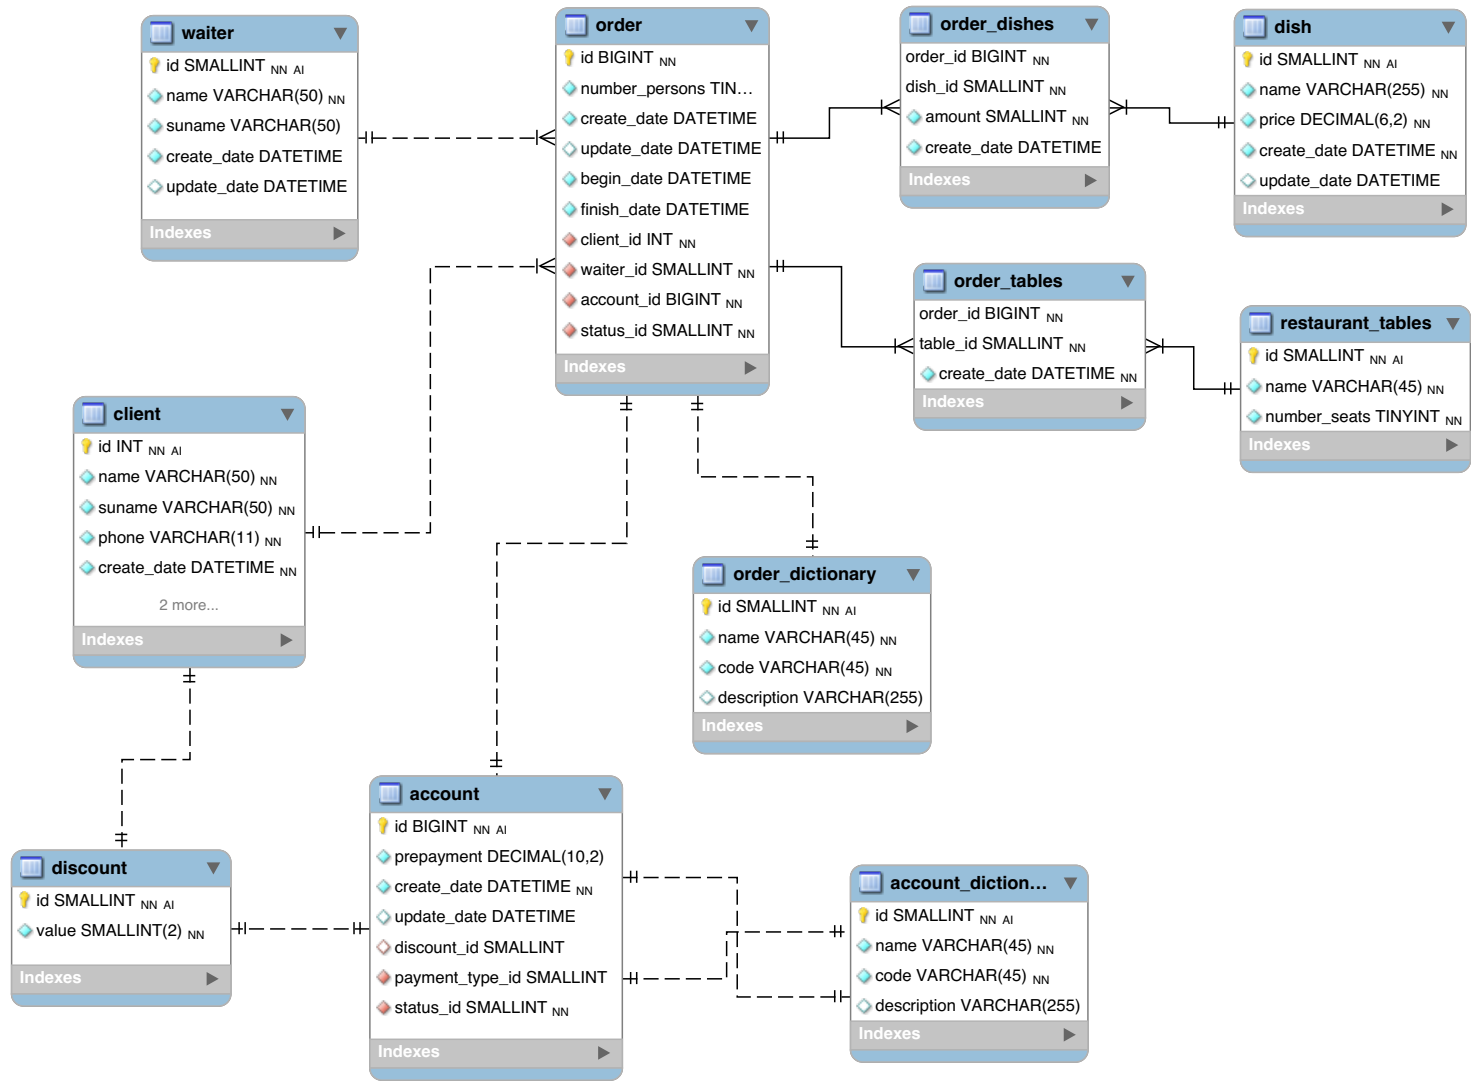 waiter
id SMALLINT NN AI
name VARCHAR(50) NN
suname VARCHAR(50)
create_date DATETIME
update_date DATETIME
Indexes
order
id BIGINT NN
number_persons TIN...
create_date DATETIME
update_date DATETIME
begin_date DATETIME
finish_date DATETIME
client_id INT NN
waiter_id SMALLINT NN
account_id BIGINT NN
status_id SMALLINT NN
Indexes
order_dishes
order_id BIGINT NN
dish_id SMALLINT NN
amount SMALLINT NN
create_date DATETIME
Indexes
dish
id SMALLINT NN AI
name VARCHAR(255) NN
price DECIMAL(6,2) NN
create_date DATETIME NN
update_date DATETIME
Indexes
order_tables
order_id BIGINT NN
table_id SMALLINT NN
create_date DATETIME NN
Indexes
restaurant_tables
id SMALLINT NN AI
name VARCHAR(45) NN
number_seats TINYINT NN
Indexes
client
id INT NN AI
name VARCHAR(50) NN
suname VARCHAR(50) NN
phone VARCHAR(11) NN
create_date DATETIME NN
2 more...
Indexes
order_dictionary
id SMALLINT NN AI
name VARCHAR(45) NN
code VARCHAR(45) NN
description VARCHAR(255)
Indexes
discount
id SMALLINT NN AI
value SMALLINT(2) NN
Indexes
account
id BIGINT NN AI
prepayment DECIMAL(10,2)
create_date DATETIME NN
update_date DATETIME
discount_id SMALLINT
payment_type_id SMALLINT
status_id SMALLINT NN
Indexes
account_diction...
id SMALLINT NN AI
name VARCHAR(45) NN
code VARCHAR(45) NN
description VARCHAR(255)
Indexes